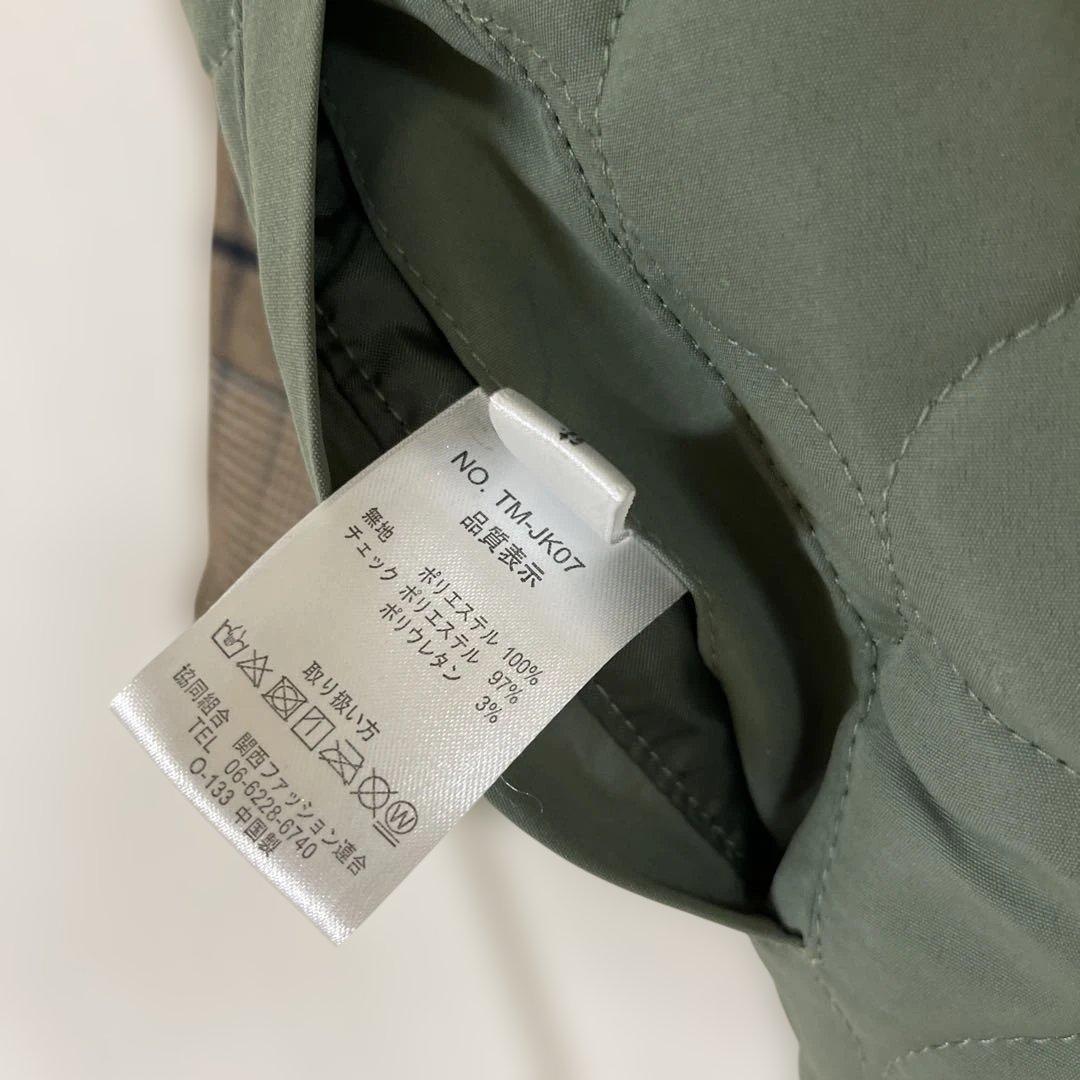 NO. TM-JK07
品質表示
無地 ポリエステル 100%
チェック ポリエステル 97%
ポリウレタン 3%
取り扱い方
W
協同組合 関西ファッション連合
TEL 06-6228-6740
O-133 中国製